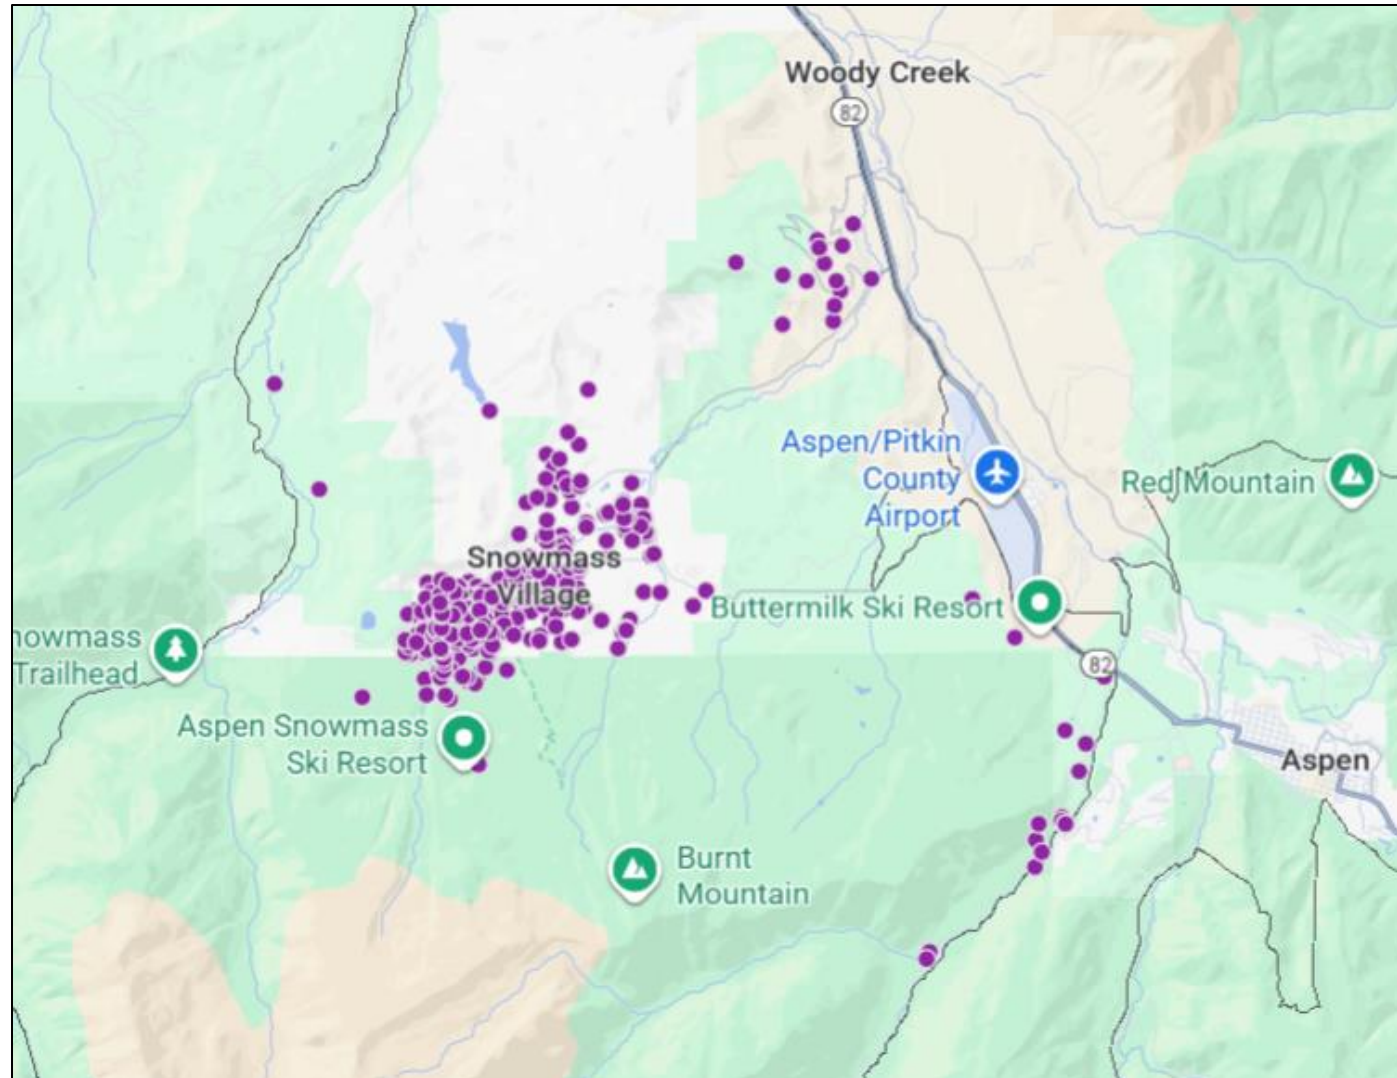 Woody Creek
82
Aspen/Pitkin
County
Airport
Red Mountain
Snowmass
Village
Buttermilk Ski Resort
nowmass
Trailhead
82
Aspen Snowmass
Ski Resort
Aspen
Burnt
Mountain